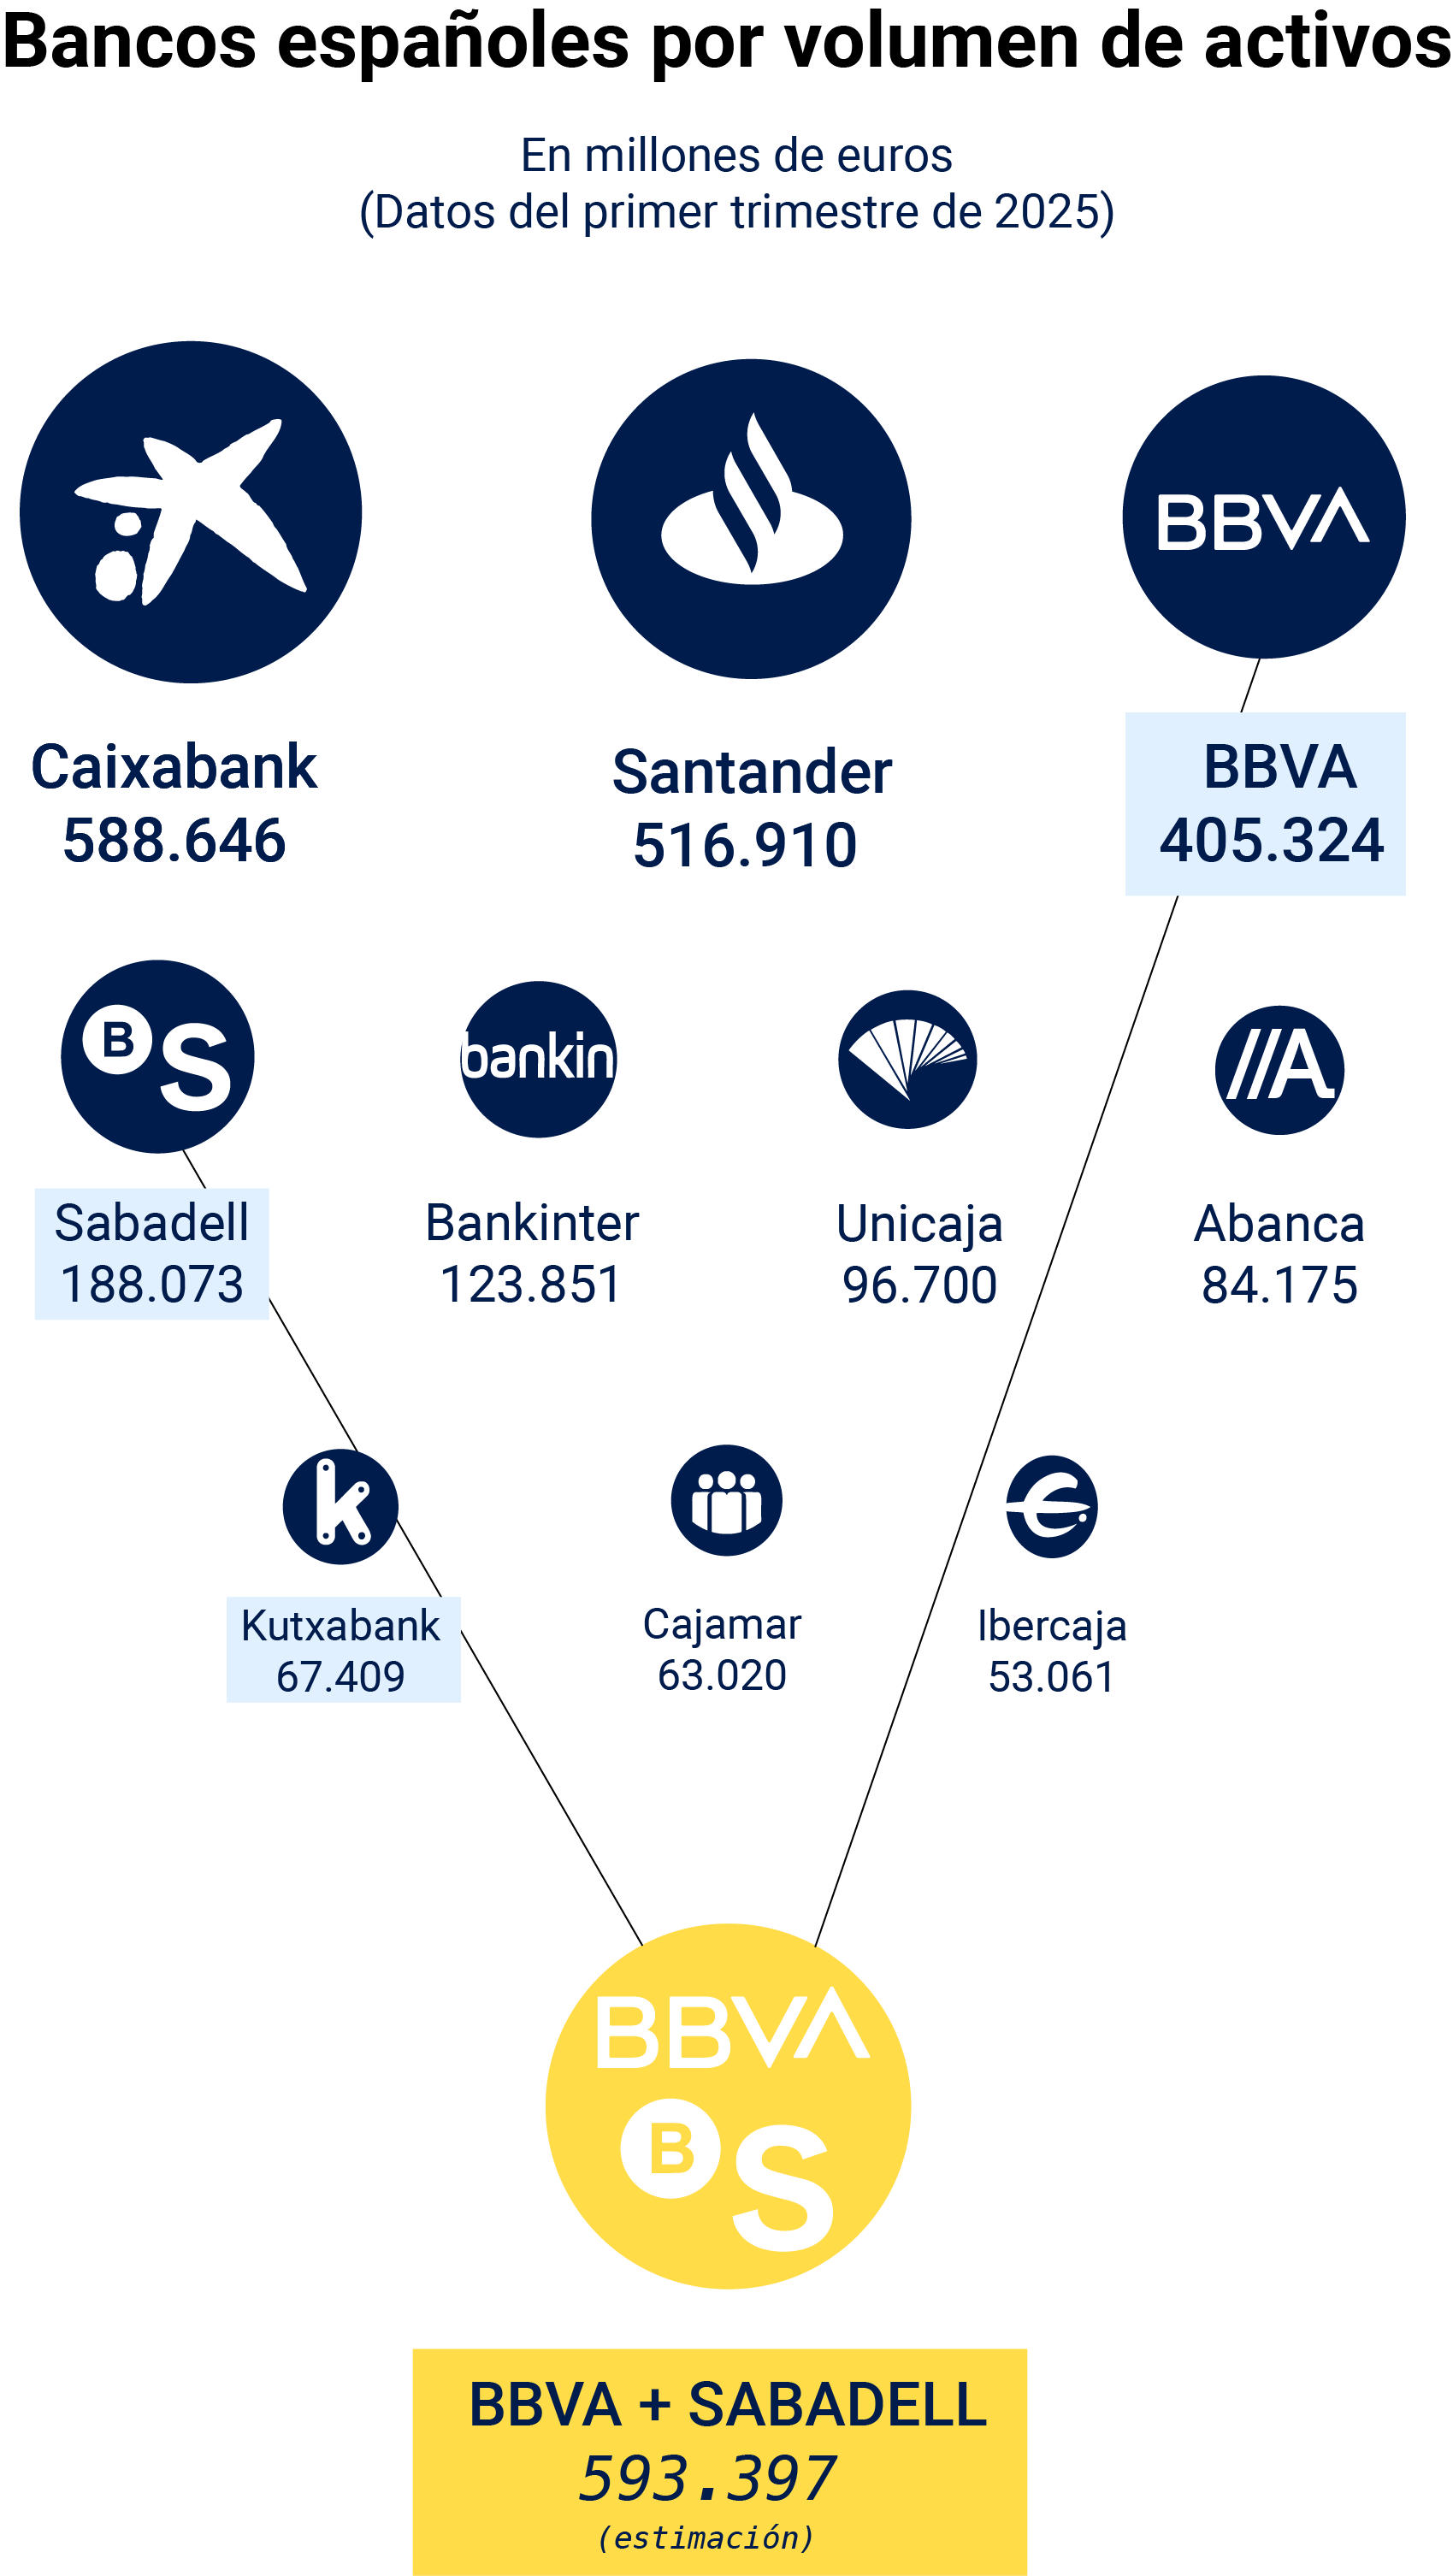 Bancos españoles por volumen de activos
En millones de euros
(Datos del primer trimestre de 2025)
BBVA
Caixabank
588.646
Santander
516.910
BBVA
405.324
B S
bankin
A
Sabadell
188.073
Bankinter
123.851
Unicaja
96.700
Abanca
84.175
k
Kutxabank
67.409
Cajamar
63.020
Ibercaja
53.061
BBVA
B S
BBVA + SABADELL
593.397
(estimación)